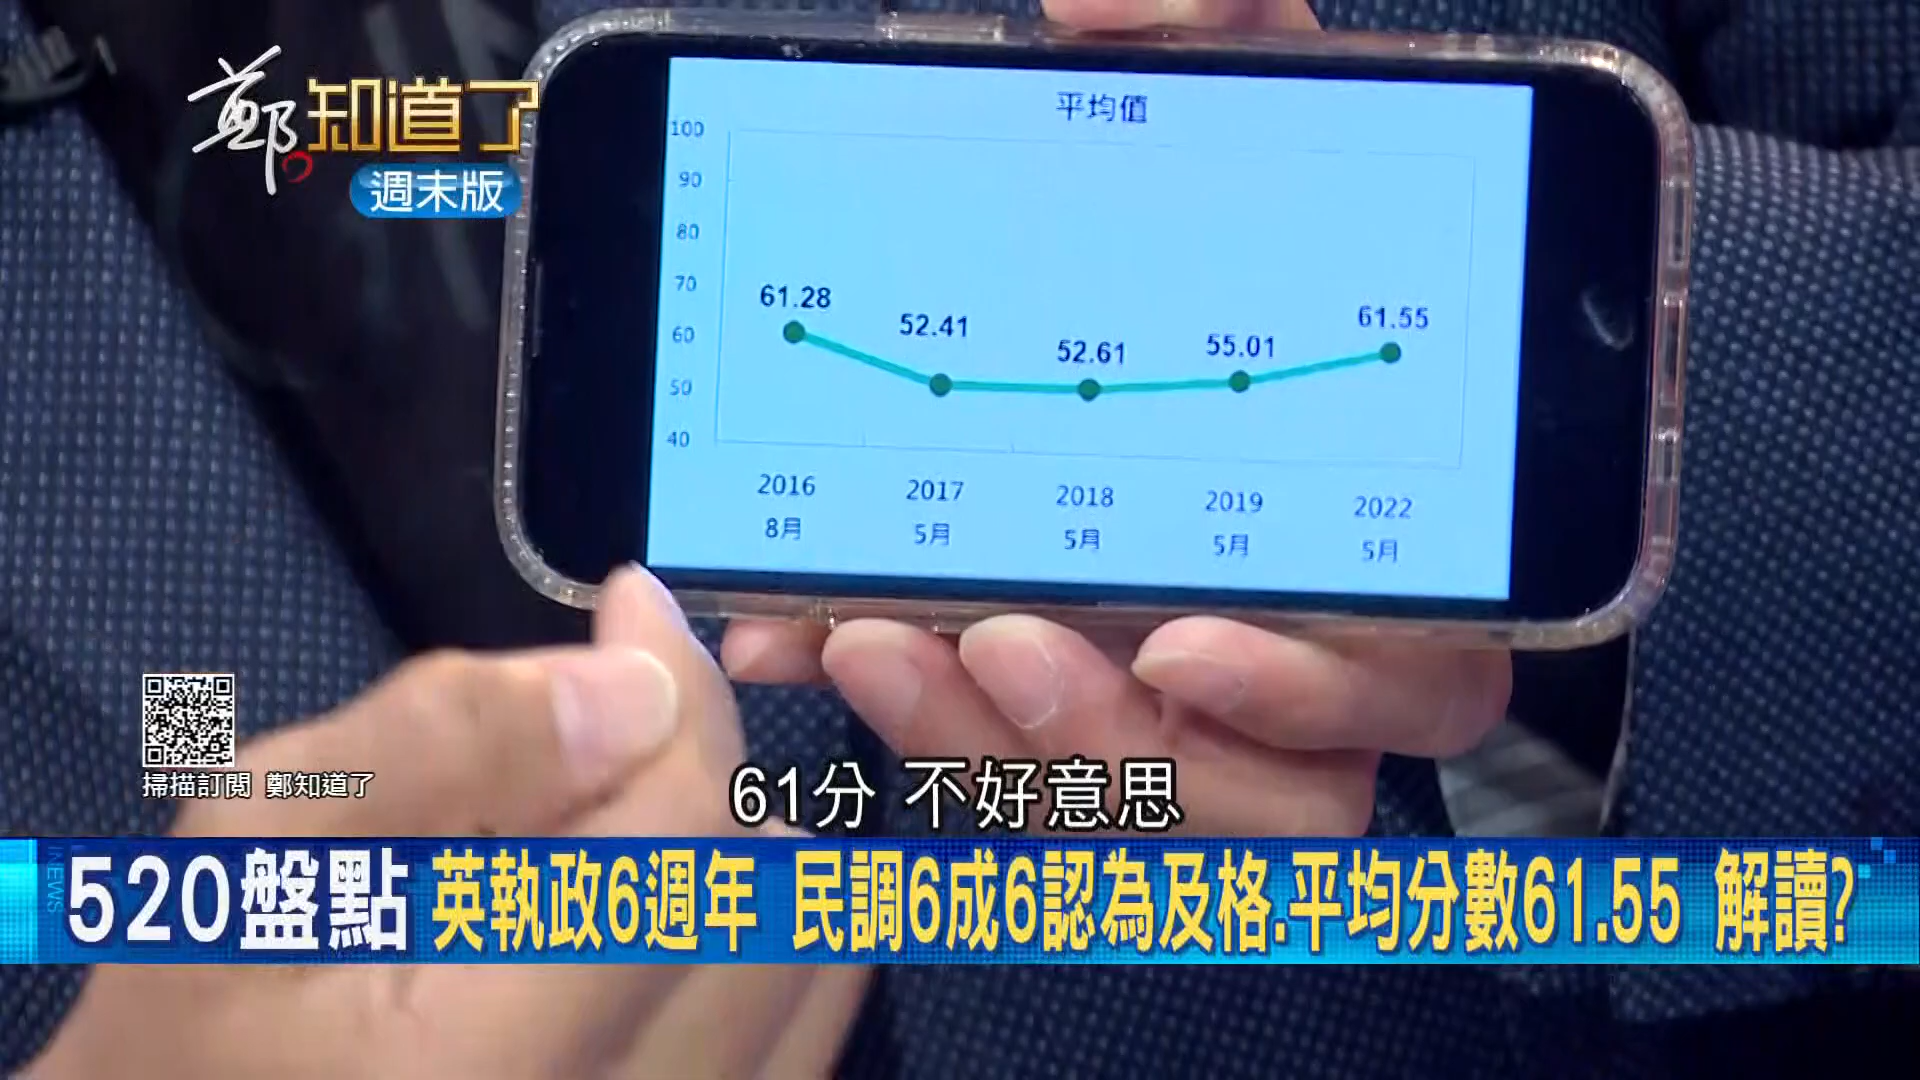 鄭知道了
週末版
平均值
100
90
80
70
60
50
40
61.28
52.41
52.61
55.01
61.55
2016 2017 2018 2019 2022
8月 5月 5月 5月 5月
掃描訂閱 鄭知道了
61分 不好意思
iNEWS
520盤點 英執政6週年 民調6成6認為及格.平均分數61.55 解讀?